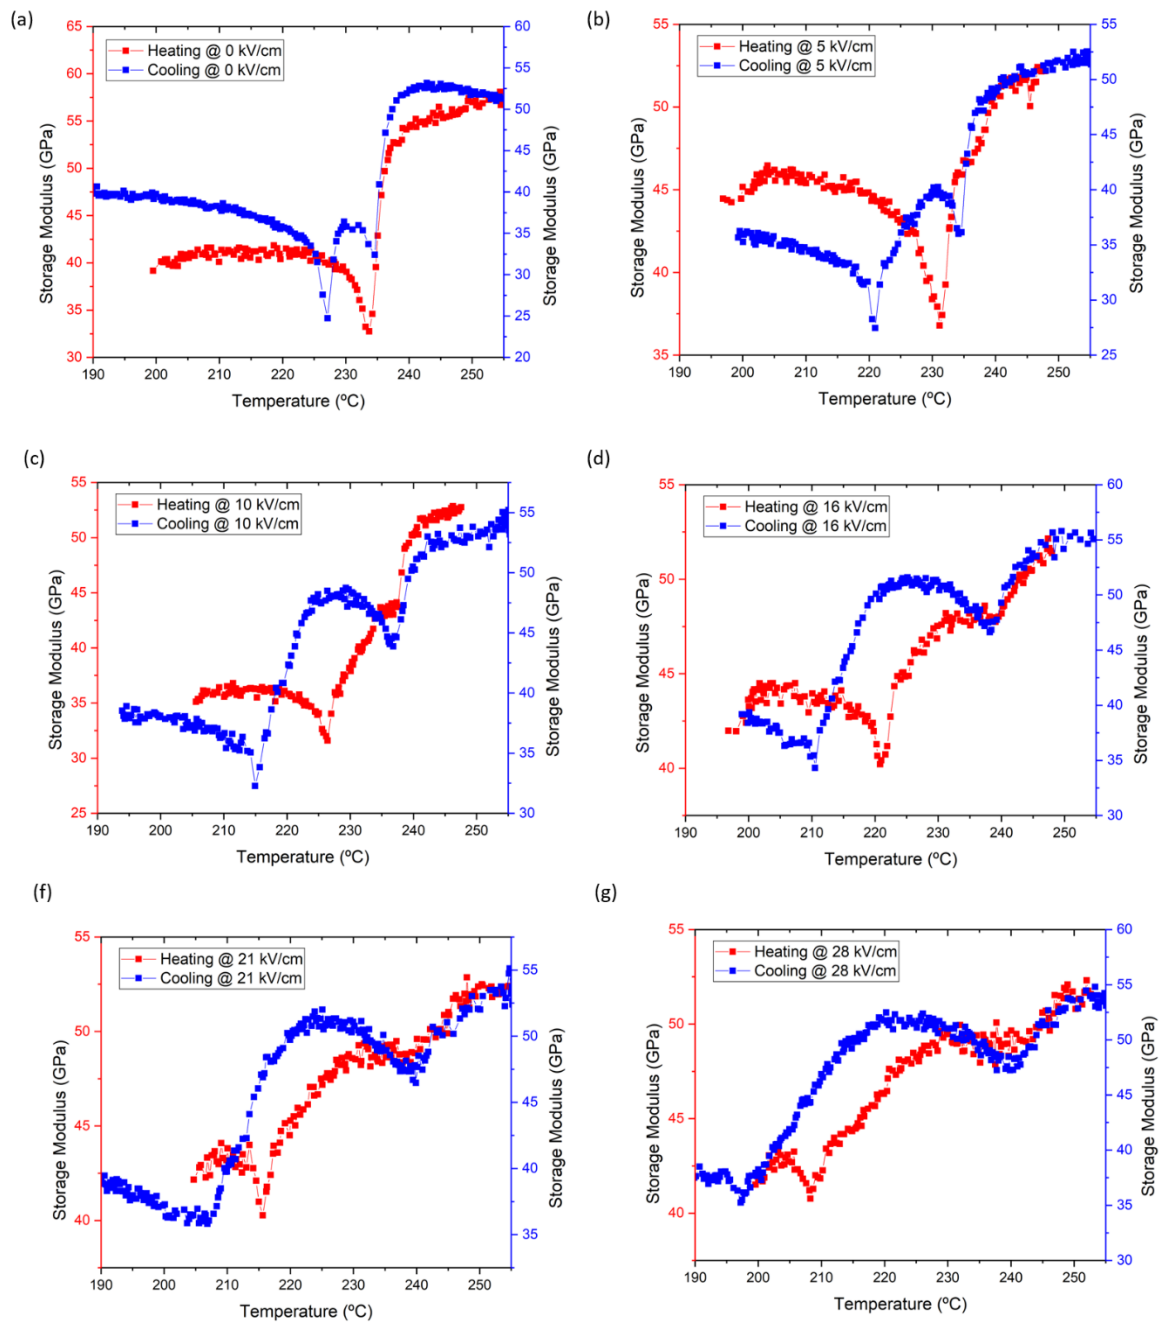 (a)
65
60
55
50
45
40
35
30
Storage Modulus (GPa)
Heating @ 0 kV/cm
Cooling @ 0 kV/cm
60
55
50
45
40
35
30
25
20
Storage Modulus (GPa)
190 200 210 220 230 240 250
Temperature (ºC)
(b)
55
50
45
40
35
Storage Modulus (GPa)
Heating @ 5 kV/cm
Cooling @ 5 kV/cm
55
50
45
40
35
30
25
Storage Modulus (GPa)
190 200 210 220 230 240 250
Temperature (ºC)
(c)
55
50
45
40
35
30
25
Storage Modulus (GPa)
Heating @ 10 kV/cm
Cooling @ 10 kV/cm
55
50
45
40
35
30
Storage Modulus (GPa)
190 200 210 220 230 240 250
Temperature (ºC)
(d)
55
50
45
40
Storage Modulus (GPa)
Heating @ 16 kV/cm
Cooling @ 16 kV/cm
60
55
50
45
40
35
30
Storage Modulus (GPa)
190 200 210 220 230 240 250
Temperature (ºC)
(f)
55
50
45
40
Storage Modulus (GPa)
Heating @ 21 kV/cm
Cooling @ 21 kV/cm
55
50
45
40
35
Storage Modulus (GPa)
190 200 210 220 230 240 250
Temperature (ºC)
(g)
55
50
45
40
Storage Modulus (GPa)
Heating @ 28 kV/cm
Cooling @ 28 kV/cm
60
55
50
45
40
35
30
Storage Modulus (GPa)
190 200 210 220 230 240 250
Temperature (ºC)